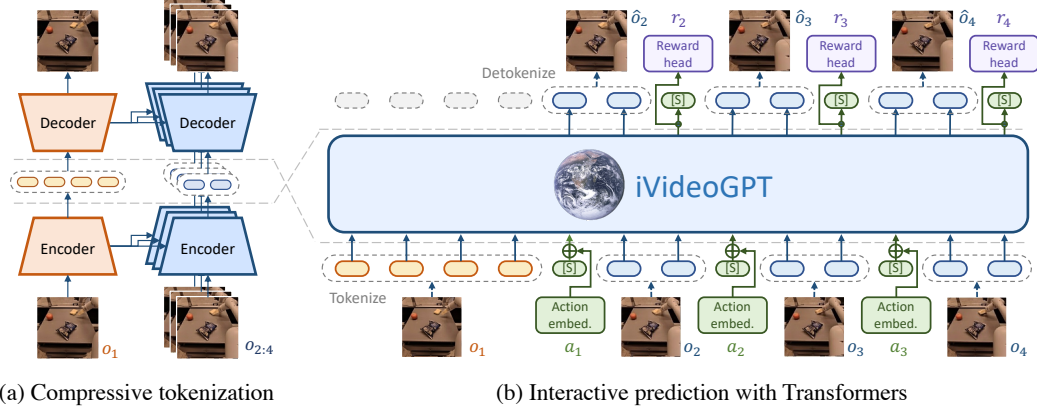 Decoder
Decoder
Encoder
Encoder
o₁
o₂:₄
(a) Compressive tokenization
ô₂
r₂
ô₃
r₃
ô₄
r₄
Reward head
Reward head
Reward head
Detokenize
[S]
[S]
[S]
iVideoGPT
[S]
[S]
[S]
Tokenize
Action embed.
Action embed.
Action embed.
o₁
a₁
o₂
a₂
o₃
a₃
o₄
(b) Interactive prediction with Transformers